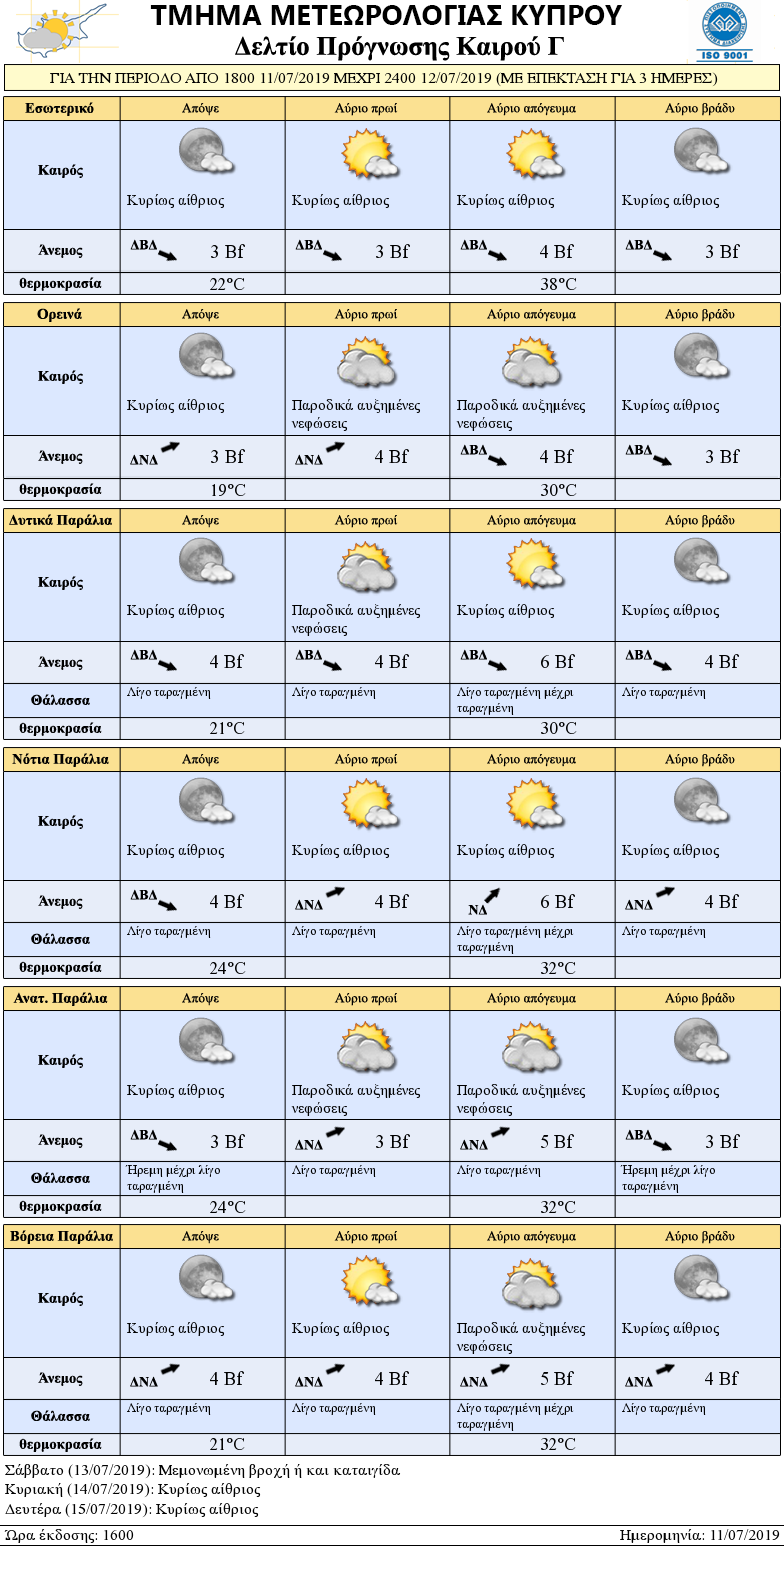 ΤΜΗΜΑ ΜΕΤΕΩΡΟΛΟΓΙΑΣ ΚΥΠΡΟΥ
Δελτίο Πρόγνωσης Καιρού Γ
ISO 9001
ΓΙΑ ΤΗΝ ΠΕΡΙΟΔΟ ΑΠΟ 1800 11/07/2019 ΜΕΧΡΙ 2400 12/07/2019 (ΜΕ ΕΠΕΚΤΑΣΗ ΓΙΑ 3 ΗΜΕΡΕΣ)
Εσωτερικό Απόψε Αύριο πρωί Αύριο απόγευμα Αύριο βράδυ
Καιρός
Κυρίως αίθριος Κυρίως αίθριος Κυρίως αίθριος Κυρίως αίθριος
Άνεμος ΔΒΔ 3 Bf ΔΒΔ 3 Bf ΔΒΔ 4 Bf ΔΒΔ 3 Bf
θερμοκρασία 22°C 38°C
Ορεινά Απόψε Αύριο πρωί Αύριο απόγευμα Αύριο βράδυ
Καιρός
Κυρίως αίθριος Παροδικά αυξημένες Παροδικά αυξημένες Κυρίως αίθριος
νεφώσεις νεφώσεις
Άνεμος ΔΝΔ 3 Bf ΔΝΔ 4 Bf ΔΒΔ 4 Bf ΔΒΔ 3 Bf
θερμοκρασία 19°C 30°C
Δυτικά Παράλια Απόψε Αύριο πρωί Αύριο απόγευμα Αύριο βράδυ
Καιρός
Κυρίως αίθριος Παροδικά αυξημένες Κυρίως αίθριος Κυρίως αίθριος
νεφώσεις
Άνεμος ΔΒΔ 4 Bf ΔΒΔ 4 Bf ΔΒΔ 6 Bf ΔΒΔ 4 Bf
Θάλασσα Λίγο ταραγμένη Λίγο ταραγμένη Λίγο ταραγμένη μέχρι Λίγο ταραγμένη
ταραγμένη
θερμοκρασία 21°C 30°C
Νότια Παράλια Απόψε Αύριο πρωί Αύριο απόγευμα Αύριο βράδυ
Καιρός
Κυρίως αίθριος Κυρίως αίθριος Κυρίως αίθριος Κυρίως αίθριος
Άνεμος ΔΒΔ 4 Bf ΔΝΔ 4 Bf ΝΔ 6 Bf ΔΝΔ 4 Bf
Θάλασσα Λίγο ταραγμένη Λίγο ταραγμένη Λίγο ταραγμένη μέχρι Λίγο ταραγμένη
ταραγμένη
θερμοκρασία 24°C 32°C
Ανατ. Παράλια Απόψε Αύριο πρωί Αύριο απόγευμα Αύριο βράδυ
Καιρός
Κυρίως αίθριος Παροδικά αυξημένες Παροδικά αυξημένες Κυρίως αίθριος
νεφώσεις νεφώσεις
Άνεμος ΔΒΔ 3 Bf ΔΝΔ 3 Bf ΔΝΔ 5 Bf ΔΒΔ 3 Bf
Θάλασσα Ήρεμη μέχρι λίγο Λίγο ταραγμένη Λίγο ταραγμένη Ήρεμη μέχρι λίγο
ταραγμένη ταραγμένη
θερμοκρασία 24°C 32°C
Βόρεια Παράλια Απόψε Αύριο πρωί Αύριο απόγευμα Αύριο βράδυ
Καιρός
Κυρίως αίθριος Κυρίως αίθριος Παροδικά αυξημένες Κυρίως αίθριος
νεφώσεις
Άνεμος ΔΝΔ 4 Bf ΔΝΔ 4 Bf ΔΝΔ 5 Bf ΔΝΔ 4 Bf
Θάλασσα Λίγο ταραγμένη Λίγο ταραγμένη Λίγο ταραγμένη μέχρι Λίγο ταραγμένη
ταραγμένη
θερμοκρασία 21°C 32°C
Σάββατο (13/07/2019): Μεμονωμένη βροχή ή και καταιγίδα
Κυριακή (14/07/2019): Κυρίως αίθριος
Δευτέρα (15/07/2019): Κυρίως αίθριος
Ώρα έκδοσης: 1600 Ημερομηνία: 11/07/2019